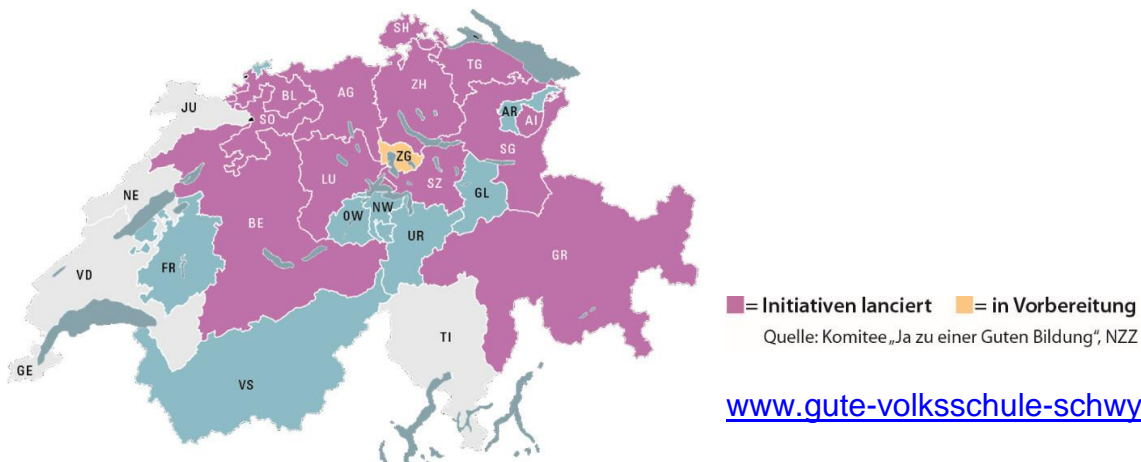 SH
TG
BL
AG
ZH
JU
SO
AR
AI
ZG
SG
LU
SZ
NE
GL
OW
NW
BE
UR
GR
FR
VD
TI
GE
VS
= Initiativen lanciert = in Vorbereitung
Quelle: Komitee „Ja zu einer Guten Bildung“, NZZ
www.gute-volksschule-schwy